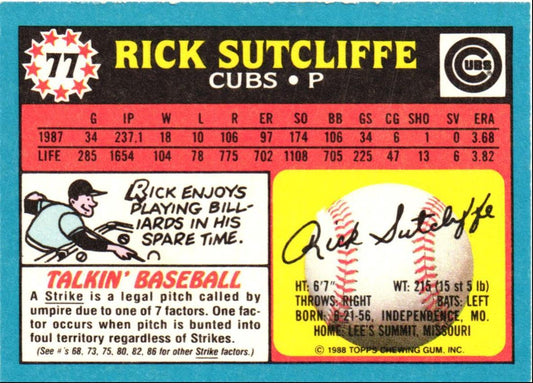 77
RICK SUTCLIFFE
CUBS • P
CUBS
G IP W L R ER SO BB GS CG SHO SV ERA
1987 34 237.1 18 10 106 97 174 106 34 6 1 0 3.68
LIFE 285 1654 104 78 775 702 1108 705 247 47 13 6 3.82
RICK ENJOYS
PLAYING BILL-
IARDS IN HIS
SPARE TIME.
TALKIN' BASEBALL
A Strike is a legal pitch called by
umpire due to one of 7 factors. One fac-
tor occurs when pitch is bunted into
foul territory regardless of Strikes.
(See #'s 68, 73, 75, 80, 82, 86 for other Strike factors.)
Rick Sutcliffe
HT: 6'7" WT: 215 (15 st 5 lb)
THROWS: RIGHT BATS: LEFT
BORN: 6-21-56, INDEPENDENCE, MO.
HOME: LEE'S SUMMIT, MISSOURI
© 1988 TOPPS CHEWING GUM, INC.